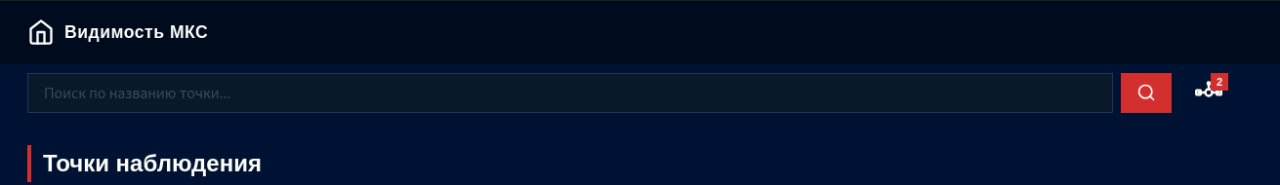 Видимость МКС
Поиск по названию точки...
2
Точки наблюдения